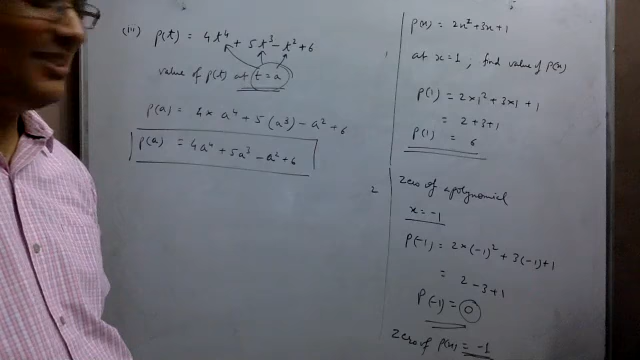 (iii) p(t) = 4t⁴ + 5t³ - t² + 6
value of p(t) at t = a
p(a) = 4 × a⁴ + 5(a³) - a² + 6
p(a) = 4a⁴ + 5a³ - a² + 6
p(x) = 2x² + 3x + 1
1 at x = 1, find value of p(x)
p(1) = 2×1² + 3×1 + 1
= 2 + 3 + 1
p(1) = 6
2 zero of a polynomial
x = -1
p(-1) = 2×(-1)² + 3(-1) + 1
= 2 - 3 + 1
p(-1) = 0
zero of p(x) = -1